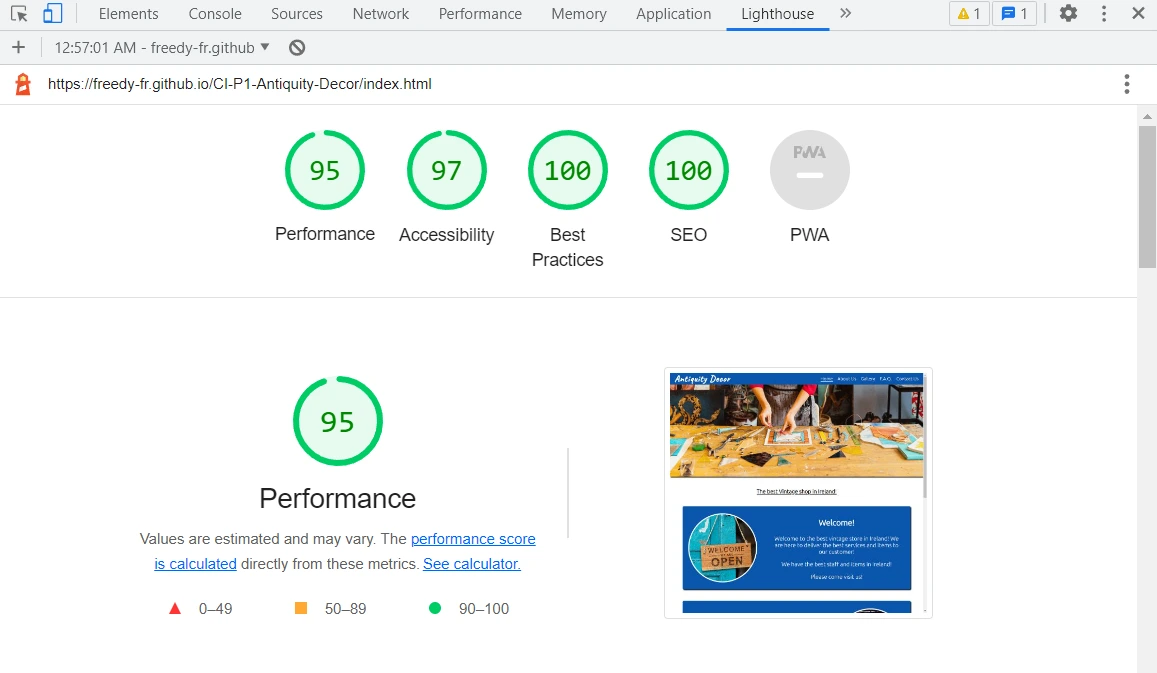 Elements Console Sources Network Performance Memory Application Lighthouse 1 1
12:57:01 AM - freedy-fr.github
https://freedy-fr.github.io/CI-P1-Antiquity-Decor/index.html
95 97 100 100 PWA
Performance Accessibility Best Practices SEO PWA
95
Performance
Values are estimated and may vary. The performance score
is calculated directly from these metrics. See calculator.
0–49 50–89 90–100
Antiquity Decor Home About Us Gallery F.A.Q. Contact Us
The best Vintage shop in Ireland!
Welcome!
WELCOME
OPEN
Welcome to the best vintage store in Ireland! We
are here to deliver the best services and items to
our customer!
We have the best staff and items in Ireland!
Please come visit us!